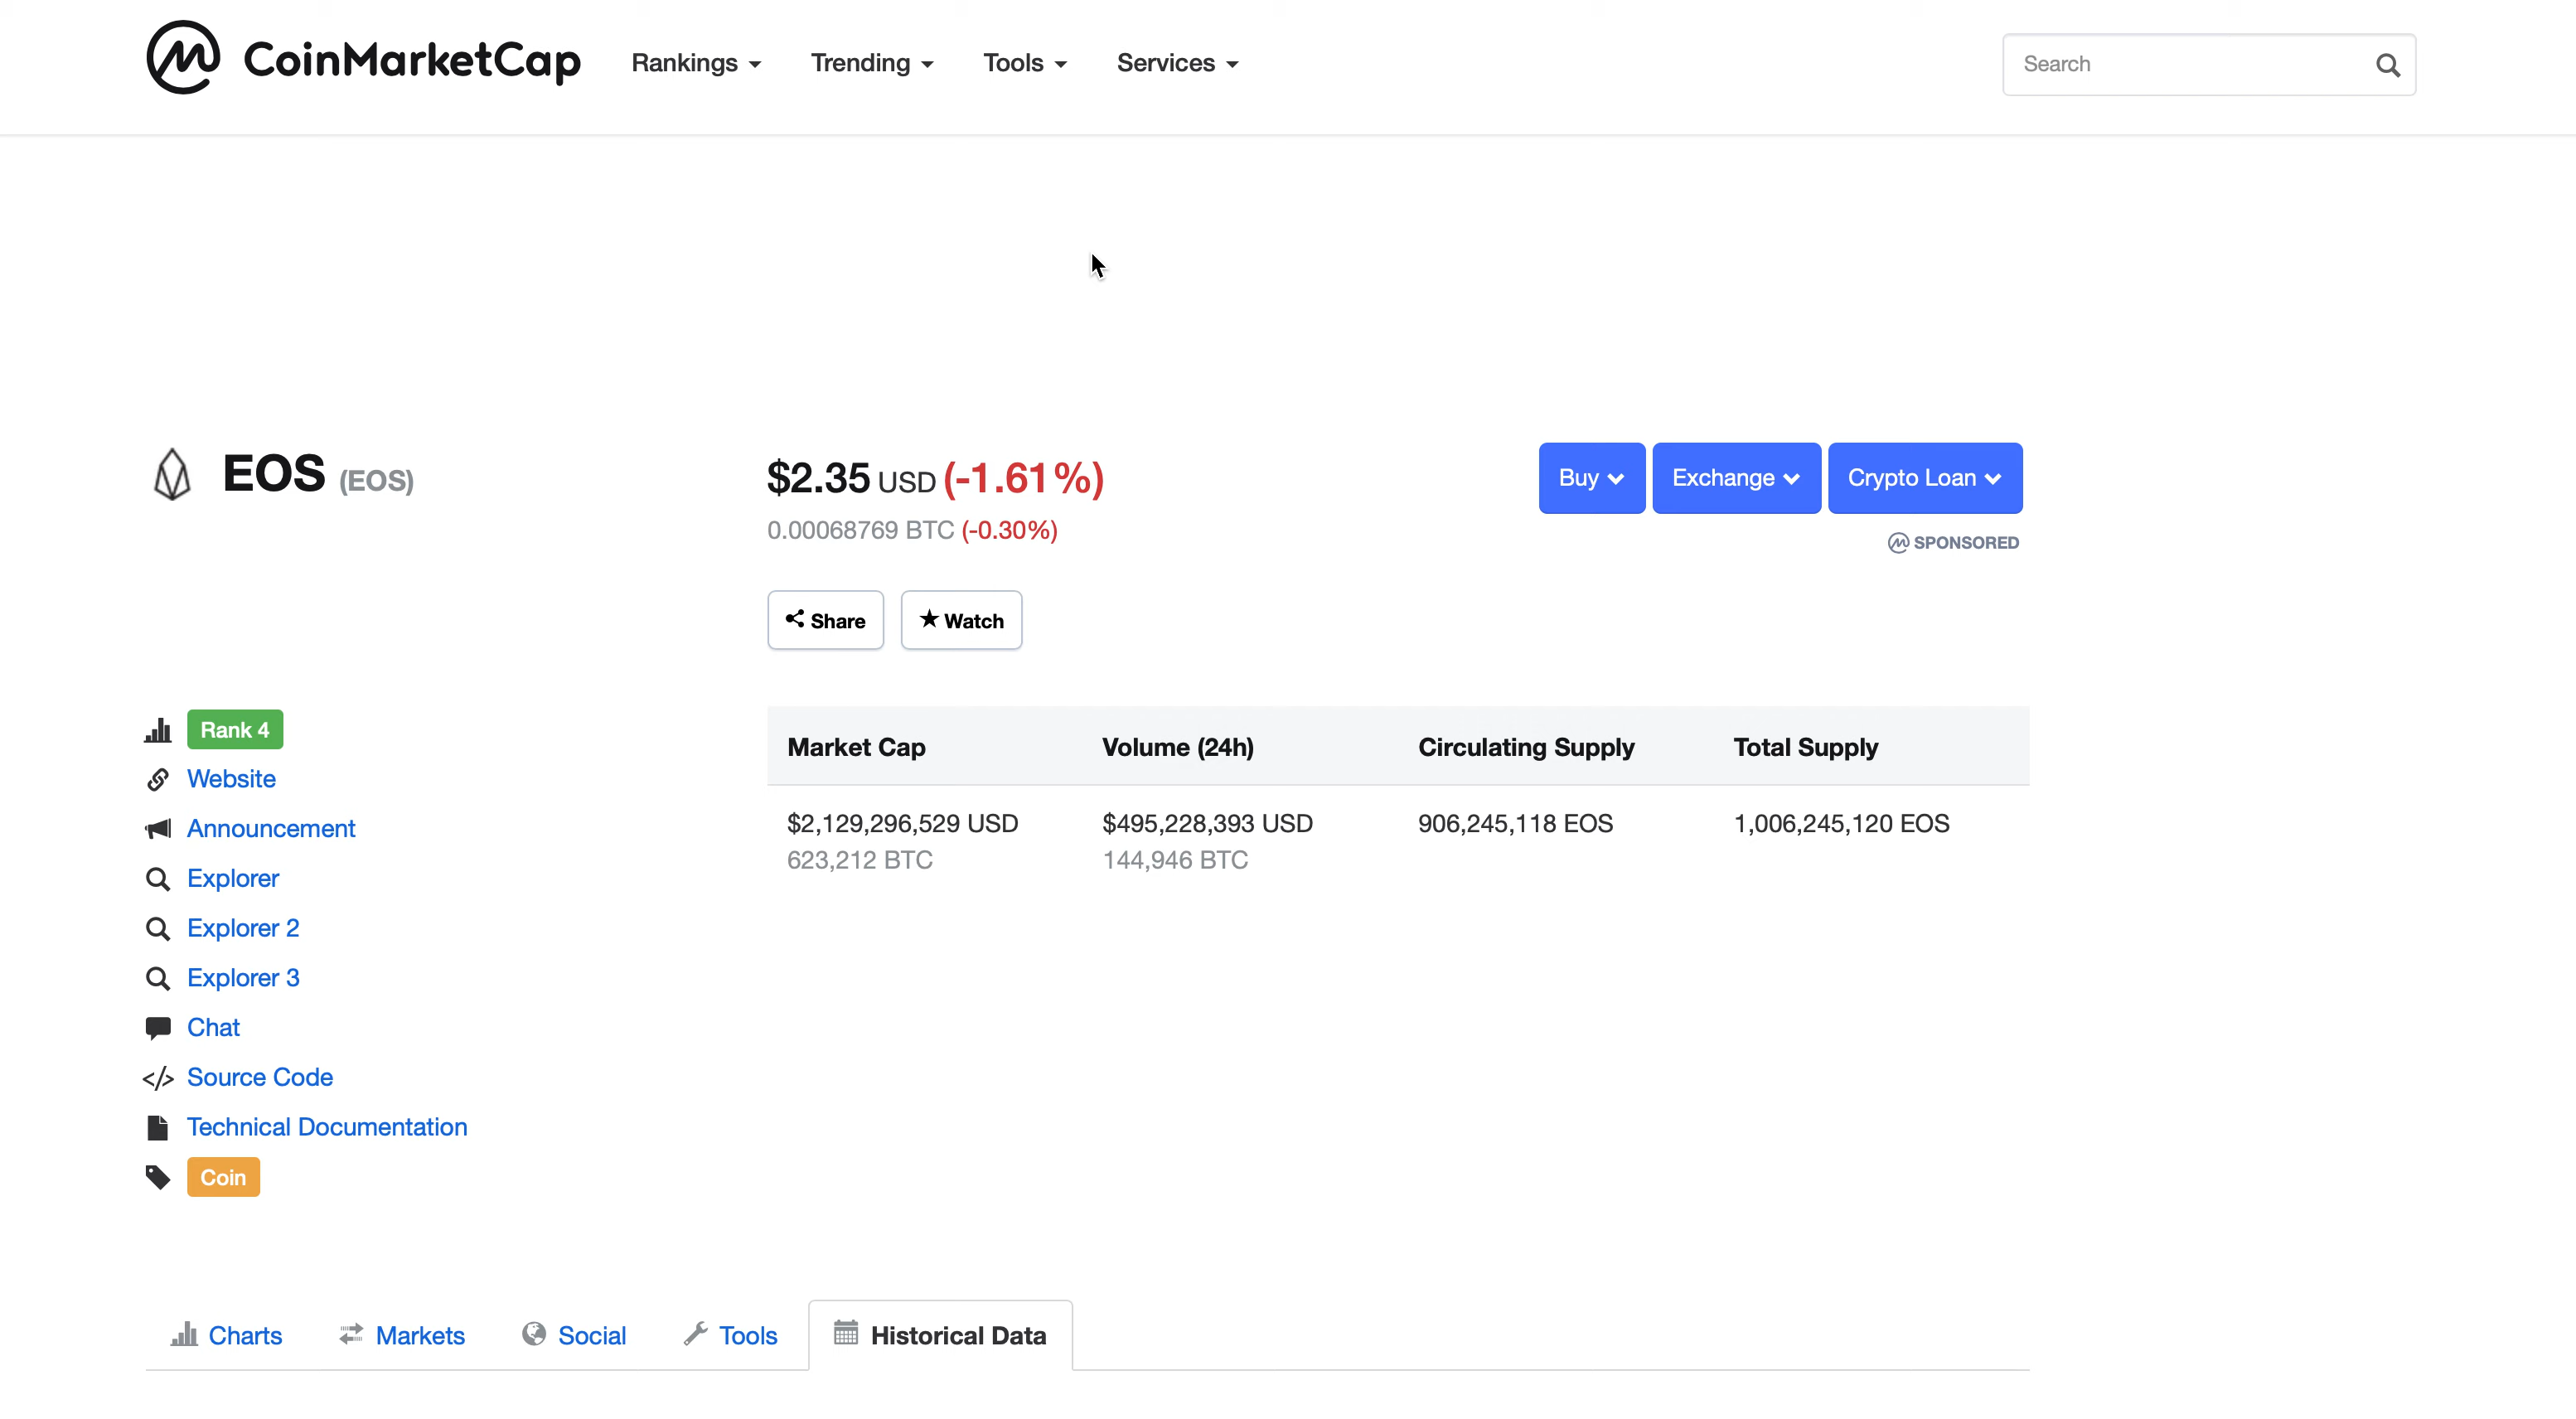 CoinMarketCap Rankings Trending Tools Services Search
EOS (EOS)
$2.35 USD (-1.61%)
0.00068769 BTC (-0.30%)
Buy Exchange Crypto Loan
SPONSORED
Share Watch
Rank 4
Website
Announcement
Explorer
Explorer 2
Explorer 3
Chat
Source Code
Technical Documentation
Coin
Market Cap Volume (24h) Circulating Supply Total Supply
$2,129,296,529 USD $495,228,393 USD 906,245,118 EOS 1,006,245,120 EOS
623,212 BTC 144,946 BTC
Charts Markets Social Tools Historical Data